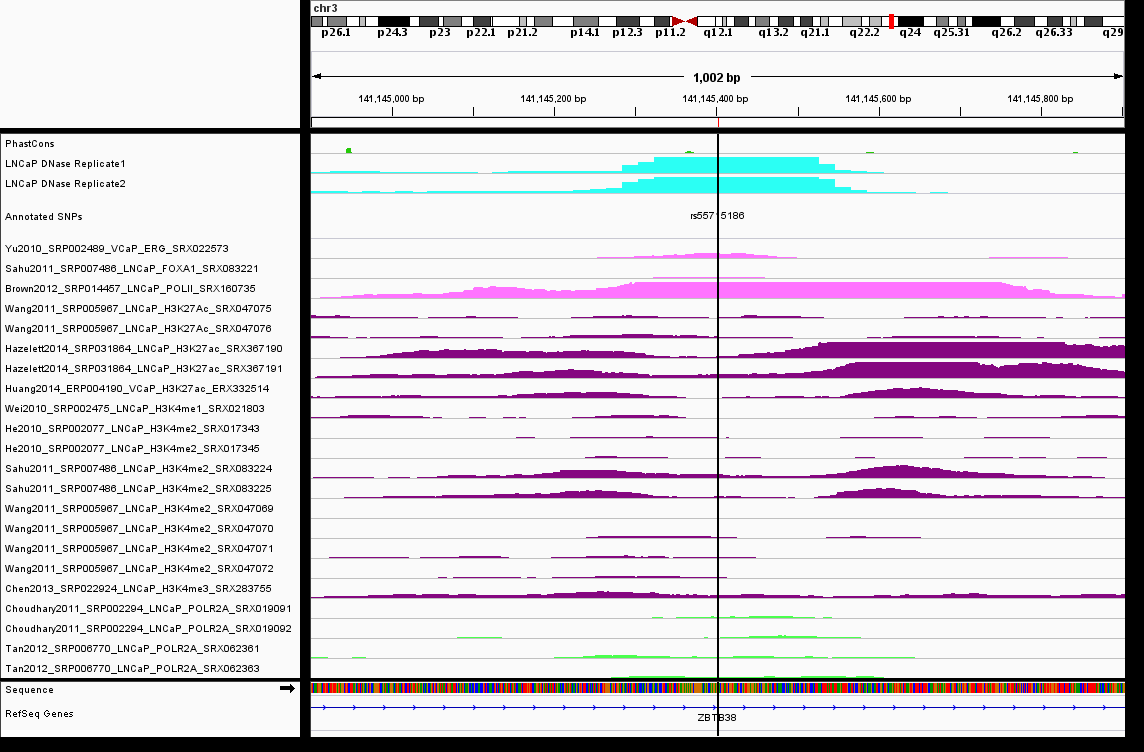 chr3
p26.1 p24.3 p23 p22.1 p21.2 p14.1 p12.3 p11.2 q12.1 q13.2 q21.1 q22.2 q24 q25.31 q26.2 q26.33 q29
1,002 bp
141,145,000 bp 141,145,200 bp 141,145,400 bp 141,145,600 bp 141,145,800 bp
PhastCons
LNCaP DNase Replicate1
LNCaP DNase Replicate2
Annotated SNPs rs55715186
Yu2010_SRP002489_VCaP_ERG_SRX022573
Sahu2011_SRP007486_LNCaP_FOXA1_SRX083221
Brown2012_SRP014457_LNCaP_POLII_SRX160735
Wang2011_SRP005967_LNCaP_H3K27Ac_SRX047075
Wang2011_SRP005967_LNCaP_H3K27Ac_SRX047076
Hazelett2014_SRP031864_LNCaP_H3K27ac_SRX367190
Hazelett2014_SRP031864_LNCaP_H3K27ac_SRX367191
Huang2014_ERP004190_VCaP_H3K27ac_ERX332514
Wei2010_SRP002475_LNCaP_H3K4me1_SRX021803
He2010_SRP002077_LNCaP_H3K4me2_SRX017343
He2010_SRP002077_LNCaP_H3K4me2_SRX017345
Sahu2011_SRP007486_LNCaP_H3K4me2_SRX083224
Sahu2011_SRP007486_LNCaP_H3K4me2_SRX083225
Wang2011_SRP005967_LNCaP_H3K4me2_SRX047069
Wang2011_SRP005967_LNCaP_H3K4me2_SRX047070
Wang2011_SRP005967_LNCaP_H3K4me2_SRX047071
Wang2011_SRP005967_LNCaP_H3K4me2_SRX047072
Chen2013_SRP022924_LNCaP_H3K4me3_SRX283755
Choudhary2011_SRP002294_LNCaP_POLR2A_SRX019091
Choudhary2011_SRP002294_LNCaP_POLR2A_SRX019092
Tan2012_SRP006770_LNCaP_POLR2A_SRX062361
Tan2012_SRP006770_LNCaP_POLR2A_SRX062363
Sequence
RefSeq Genes
ZBTB38